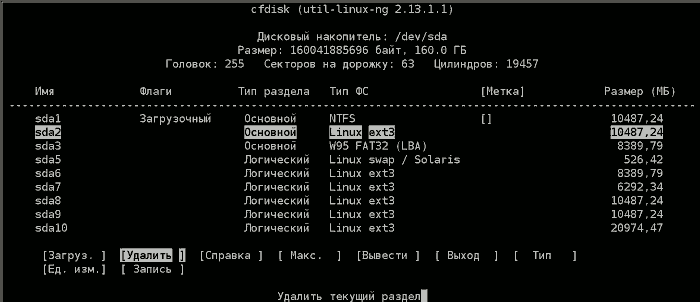 cfdisk (util-linux-ng 2.13.1.1)
Дисковый накопитель: /dev/sda
Размер: 160041885696 байт, 160.0 ГБ
Головок: 255 Секторов на дорожку: 63 Цилиндров: 19457
Имя Флаги Тип раздела Тип ФС [Метка] Размер (МБ)
sda1 Загрузочный Основной NTFS [] 10487,24
sda2 Основной Linux ext3 10487,24
sda3 Основной W95 FAT32 (LBA) 8389,79
sda5 Логический Linux swap / Solaris 526,42
sda6 Логический Linux ext3 8389,79
sda7 Логический Linux ext3 6292,34
sda8 Логический Linux ext3 10487,24
sda9 Логический Linux ext3 10487,24
sda10 Логический Linux ext3 20974,47
[Загруз. ] [Удалить ] [Справка ] [ Макс. ] [Вывести ] [ Выход ] [ Тип ]
[Ед. изм.] [ Запись ]
Удалить текущий раздел